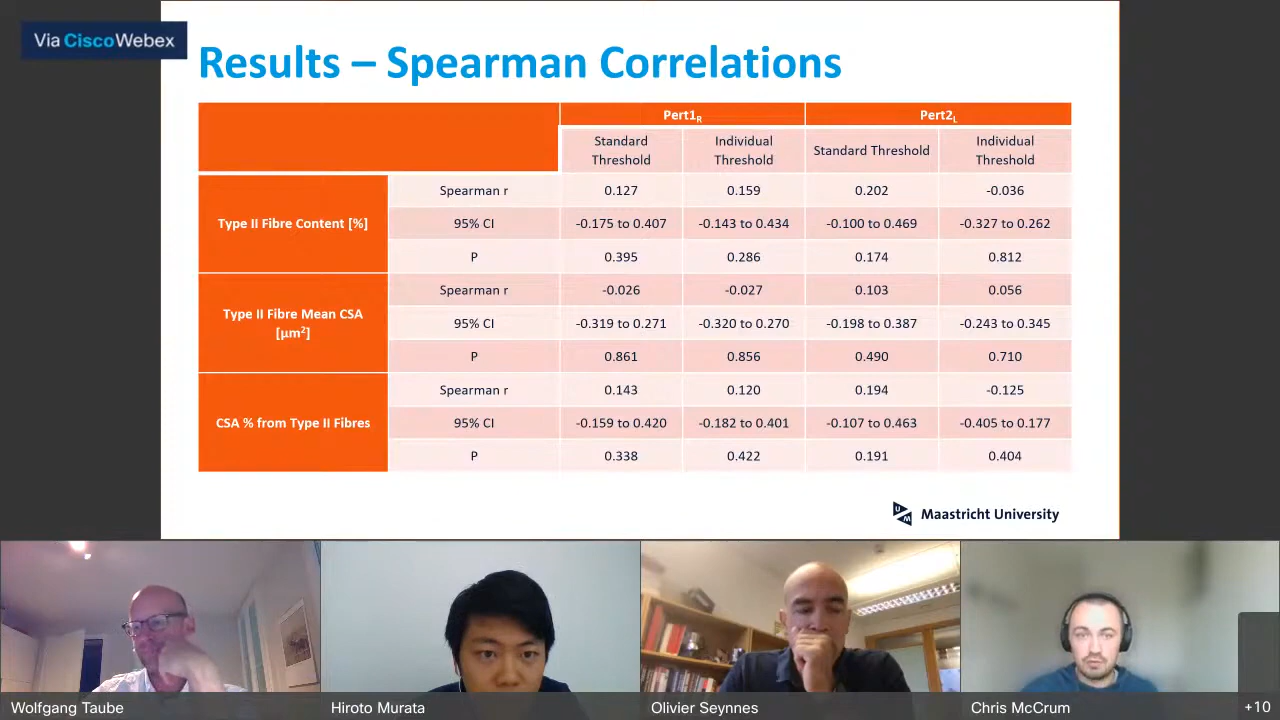 Via Cisco Webex
Results – Spearman Correlations
Pert1R Pert2L
Standard Threshold Individual Threshold Standard Threshold Individual Threshold
Type II Fibre Content [%]
Spearman r 0.127 0.159 0.202 -0.036
95% CI -0.175 to 0.407 -0.143 to 0.434 -0.100 to 0.469 -0.327 to 0.262
P 0.395 0.286 0.174 0.812
Type II Fibre Mean CSA
[µm²]
Spearman r -0.026 -0.027 0.103 0.056
95% CI -0.319 to 0.271 -0.320 to 0.270 -0.198 to 0.387 -0.243 to 0.345
P 0.861 0.856 0.490 0.710
CSA % from Type II Fibres
Spearman r 0.143 0.120 0.194 -0.125
95% CI -0.159 to 0.420 -0.182 to 0.401 -0.107 to 0.463 -0.405 to 0.177
P 0.338 0.422 0.191 0.404
UM Maastricht University
Wolfgang Taube
Hiroto Murata
Olivier Seynnes
Chris McCrum
+10